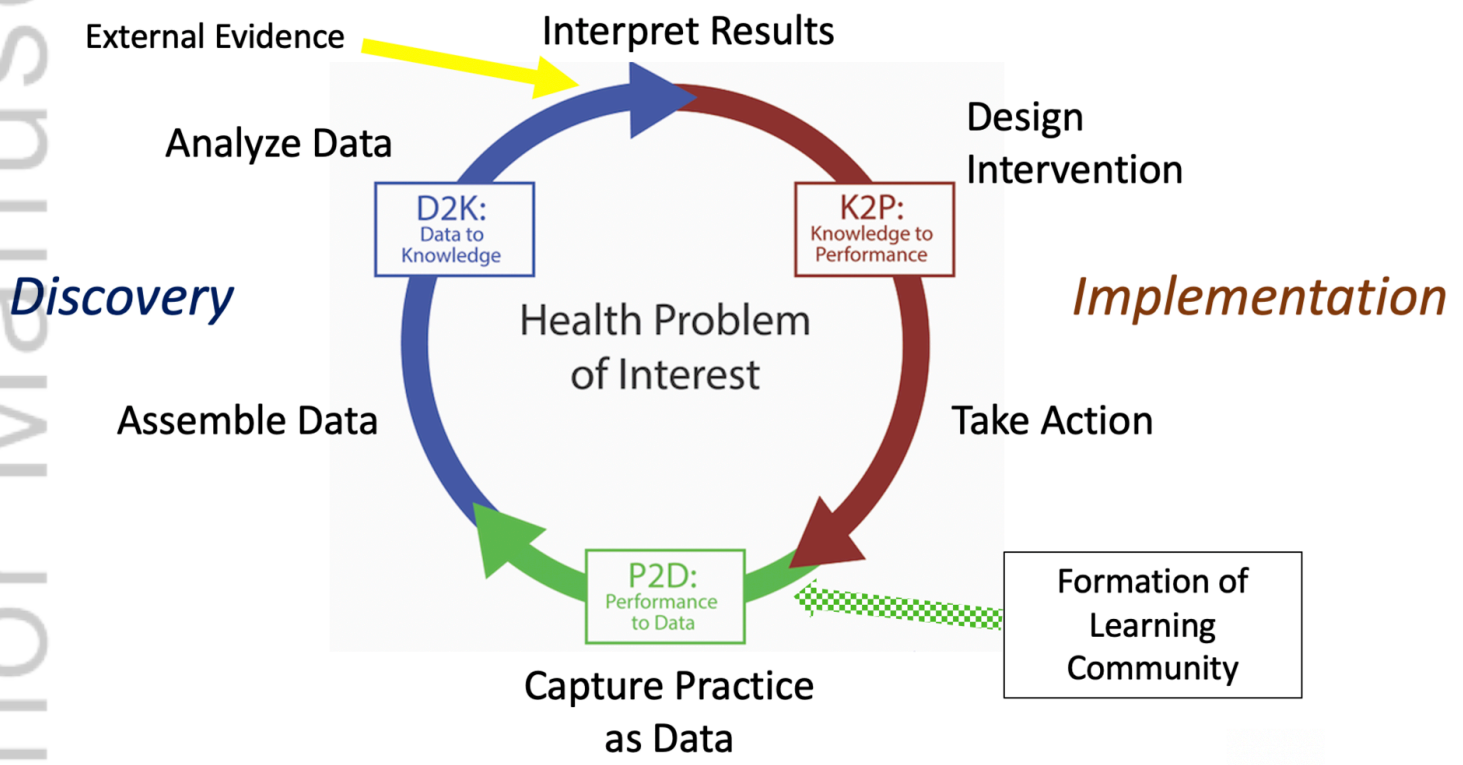 External Evidence
Interpret Results
Analyze Data
Design
Intervention
D2K:
Data to
Knowledge
K2P:
Knowledge to
Performance
Discovery
Health Problem
of Interest
Implementation
Assemble Data
Take Action
P2D:
Performance
to Data
Formation of
Learning
Community
Capture Practice
as Data